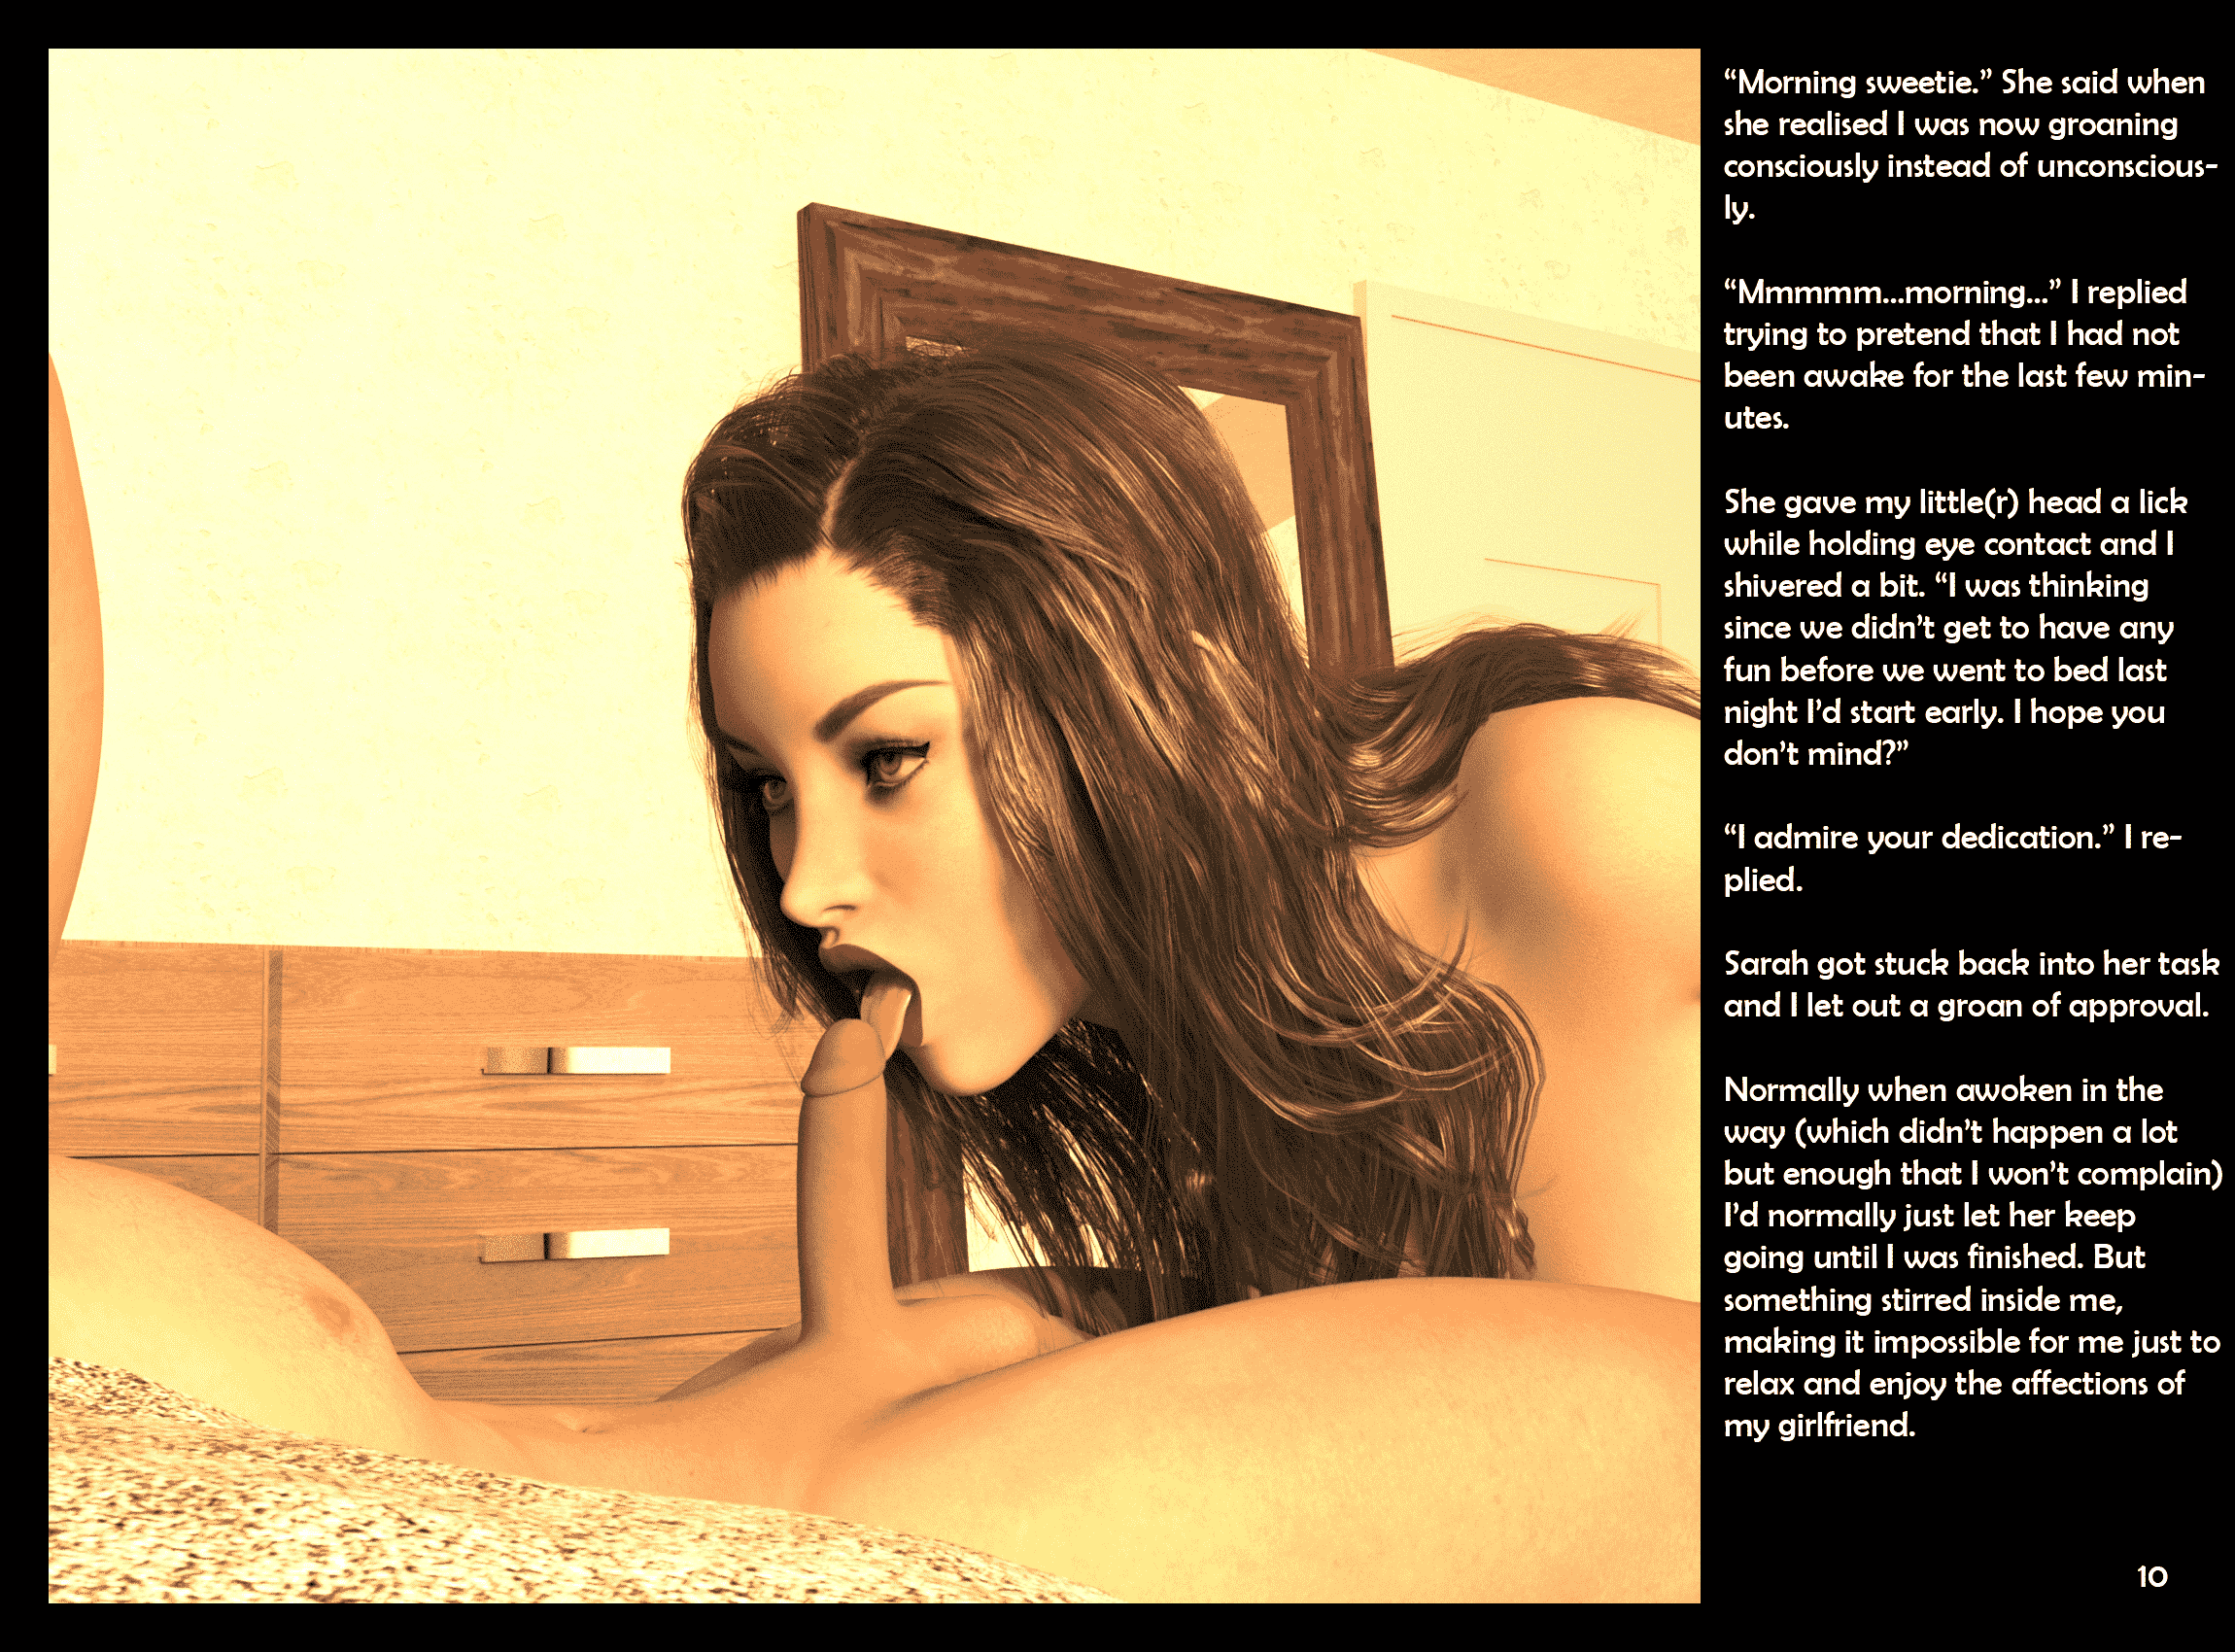 “Morning sweetie.” She said when
she realised I was now groaning
consciously instead of unconscious-
ly.
“Mmmmm...morning...” I replied
trying to pretend that I had not
been awake for the last few min-
utes.
She gave my little(r) head a lick
while holding eye contact and I
shivered a bit. “I was thinking
since we didn’t get to have any
fun before we went to bed last
night I’d start early. I hope you
don’t mind?”
“I admire your dedication.” I re-
plied.
Sarah got stuck back into her task
and I let out a groan of approval.
Normally when awoken in the
way (which didn’t happen a lot
but enough that I won’t complain)
I’d normally just let her keep
going until I was finished. But
something stirred inside me,
making it impossible for me just to
relax and enjoy the affections of
my girlfriend.
10